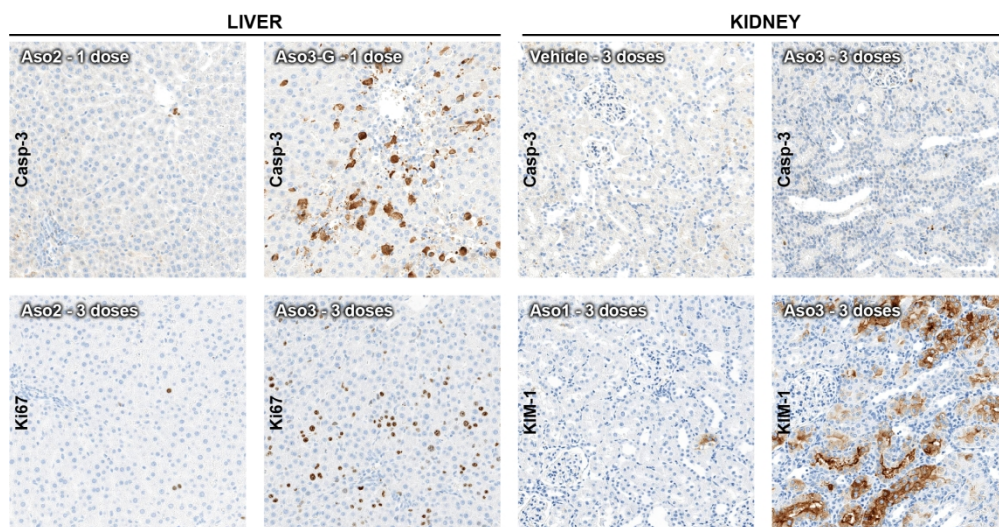 LIVER
KIDNEY
Aso2 - 1 dose
Aso3-G - 1 dose
Vehicle - 3 doses
Aso3 - 3 doses
Casp-3
Casp-3
Casp-3
Casp-3
Aso2 - 3 doses
Aso3 - 3 doses
Aso1 - 3 doses
Aso3 - 3 doses
Ki67
Ki67
KIM-1
KIM-1